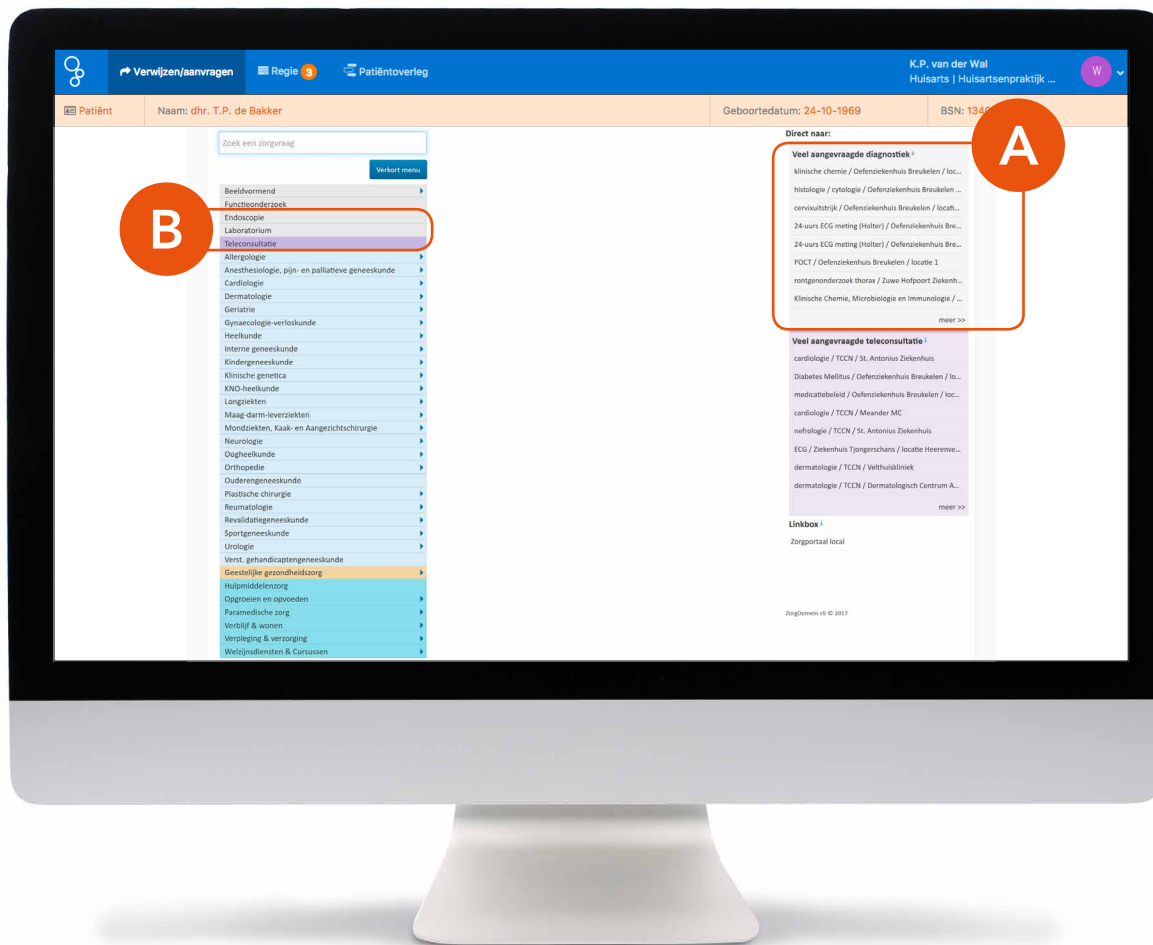 Verwijzen/aanvragen
Regie 3
Patiëntoverleg
K.P. van der Wal
Huisarts | Huisartsenpraktijk ...
W
Patiënt
Naam: dhr. T.P. de Bakker
Geboortedatum: 24-10-1969
BSN: 134
Zoek een zorgvraag
Verkort menu
Beeldvormend
Functieonderzoek
Endoscopie
Laboratorium
Teleconsultatie
Allergologie
Anesthesiologie, pijn- en palliatieve geneeskunde
Cardiologie
Dermatologie
Geriatrie
Gynaecologie-verloskunde
Heelkunde
Interne geneeskunde
Kindergeneeskunde
Klinische genetica
KNO-heelkunde
Longziekten
Maag-darm-leverziekten
Mondziekten, Kaak- en Aangezichtschirurgie
Neurologie
Oogheelkunde
Orthopedie
Ouderengeneeskunde
Plastische chirurgie
Reumatologie
Revalidatiegeneeskunde
Sportgeneeskunde
Urologie
Verst. gehandicaptengeneeskunde
Geestelijke gezondheidszorg
Hulpmiddelenzorg
Opgroeien en opvoeden
Paramedische zorg
Verblijf & wonen
Verpleging & verzorging
Welzijnsdiensten & Cursussen
B
Direct naar:
A
Veel aangevraagde diagnostiek
klinische chemie / Oefenziekenhuis Breukelen / loc...
histologie / cytologie / Oefenziekenhuis Breukelen ...
cervixuitstrijk / Oefenziekenhuis Breukelen / locati...
24-uurs ECG meting (Holter) / Oefenziekenhuis Bre...
24-uurs ECG meting (Holter) / Oefenziekenhuis Bre...
POCT / Oefenziekenhuis Breukelen / locatie 1
rontgenonderzoek thorax / Zuwe Hofpoort Ziekenh...
Klinische Chemie, Microbiologie en Immunologie / ...
meer >>
Veel aangevraagde teleconsultatie
cardiologie / TCCN / St. Antonius Ziekenhuis
Diabetes Mellitus / Oefenziekenhuis Breukelen / lo...
medicatiebeleid / Oefenziekenhuis Breukelen / loc...
cardiologie / TCCN / Meander MC
nefrologie / TCCN / St. Antonius Ziekenhuis
ECG / Ziekenhuis Tjongerschans / locatie Heerenve...
dermatologie / TCCN / Velthuiskliniek
dermatologie / TCCN / Dermatologisch Centrum A...
meer >>
Linkbox
Zorgportaal local
ZorgDomein v5 © 2017